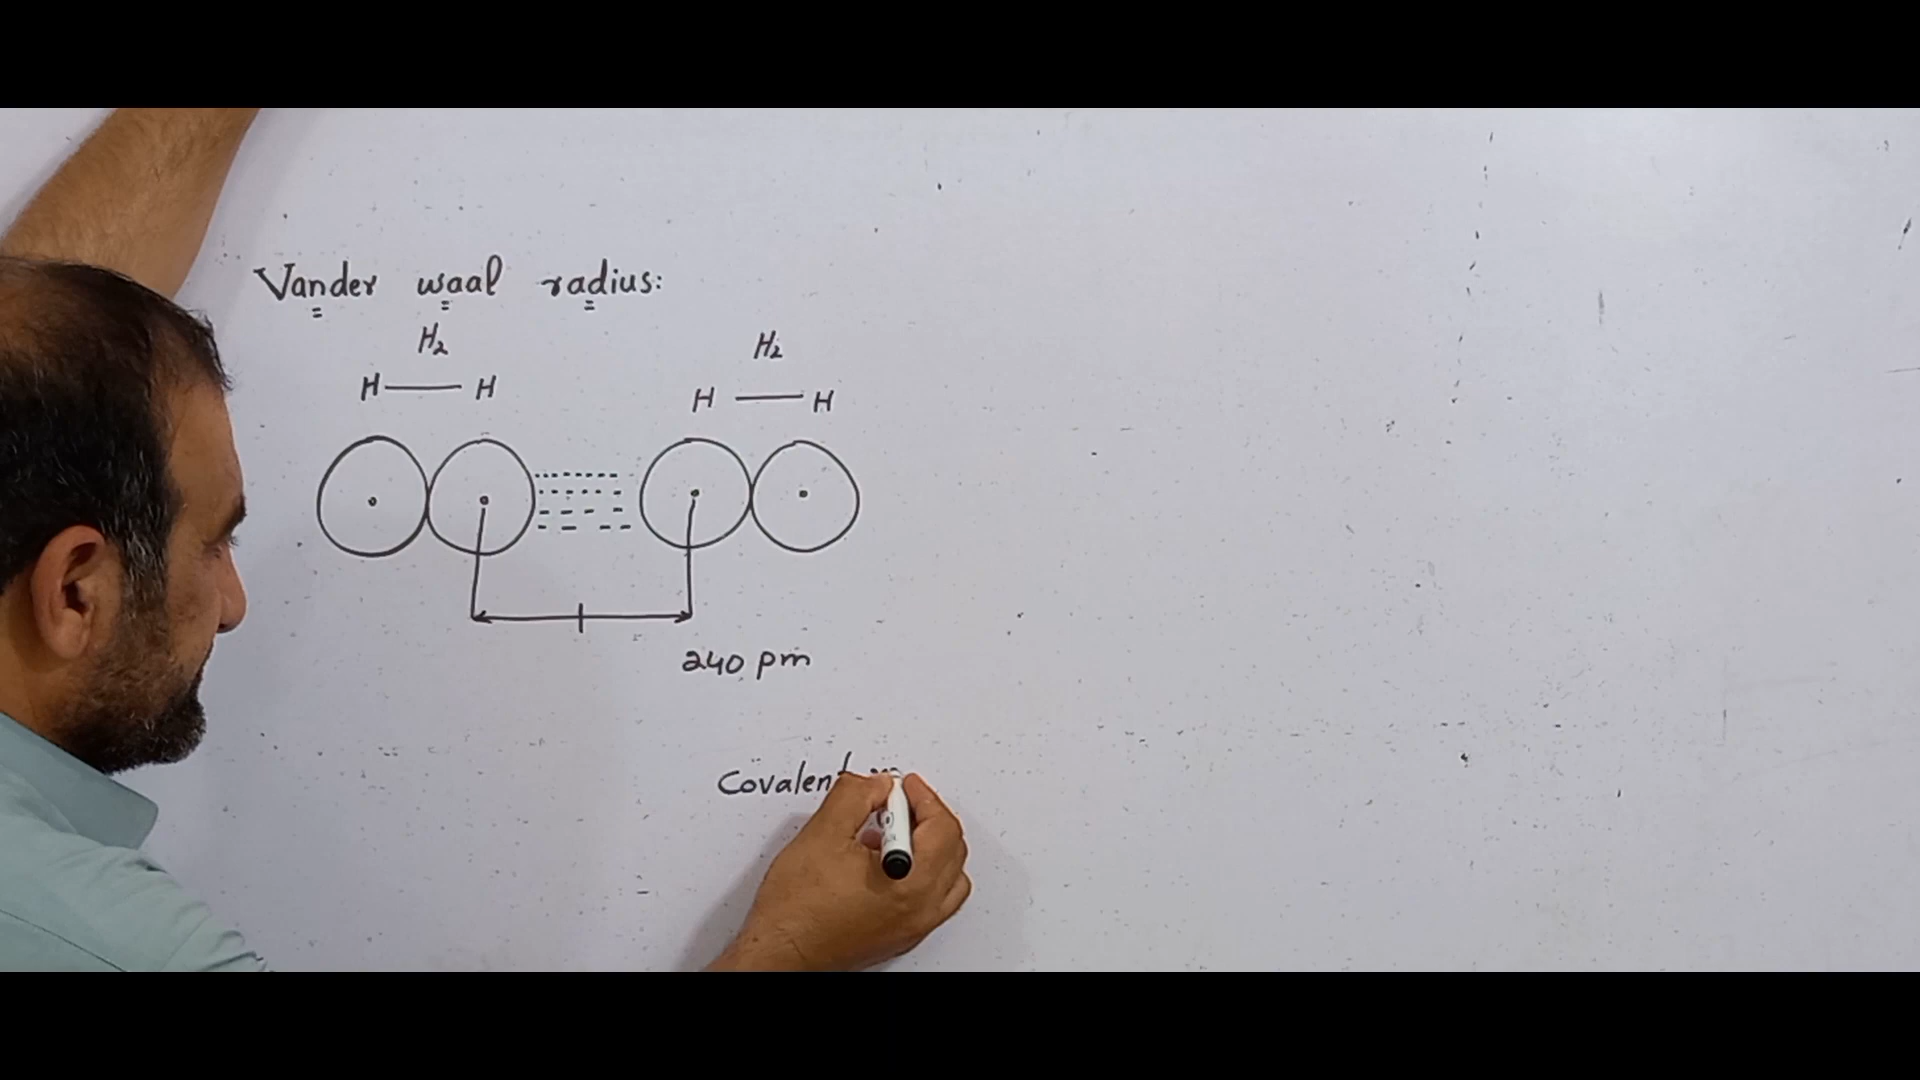 Vander waal radius:
H₂ H₂
H — H H — H
240 pm
Covalent